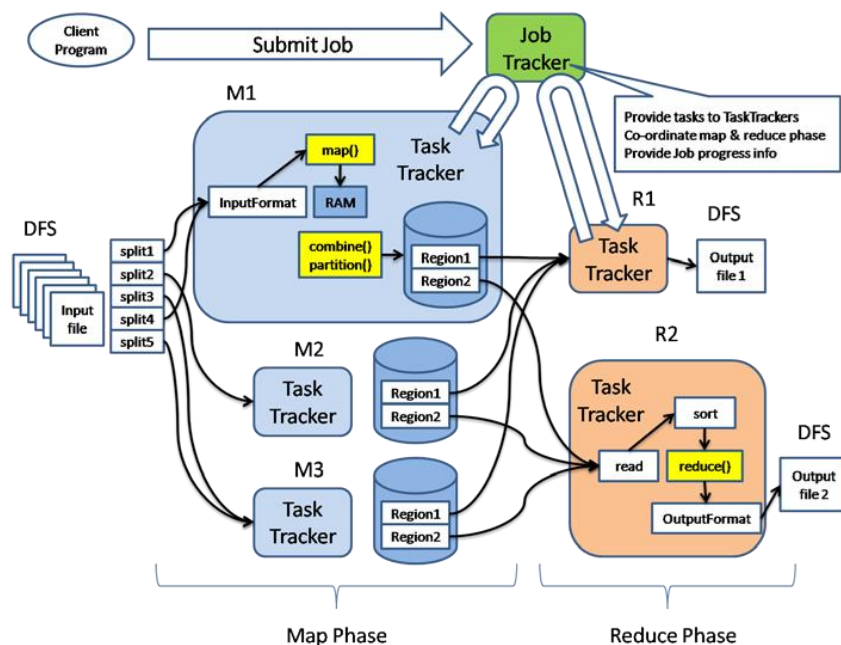 Client
Program
Submit Job
Job
Tracker
Provide tasks to TaskTrackers
Co-ordinate map & reduce phase
Provide Job progress info
M1
map()
Task
Tracker
InputFormat
RAM
combine()
partition()
Region1
Region2
DFS
Input
file
split1
split2
split3
split4
split5
R1
Task
Tracker
DFS
Output
file 1
M2
Task
Tracker
Region1
Region2
M3
Task
Tracker
Region1
Region2
R2
Task
Tracker
sort
read
reduce()
OutputFormat
DFS
Output
file 2
Map Phase
Reduce Phase